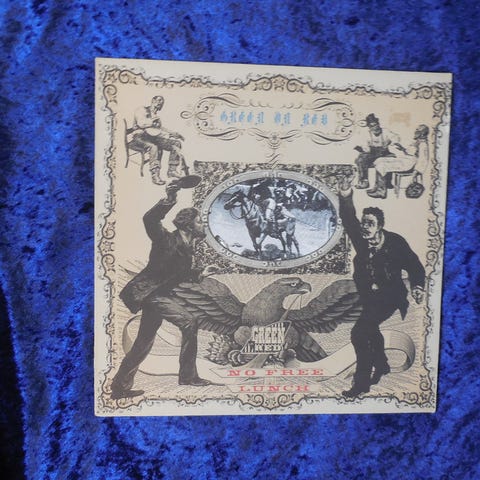 GREEN ON RED
GREEN
ON RED
NO FREE
LUNCH